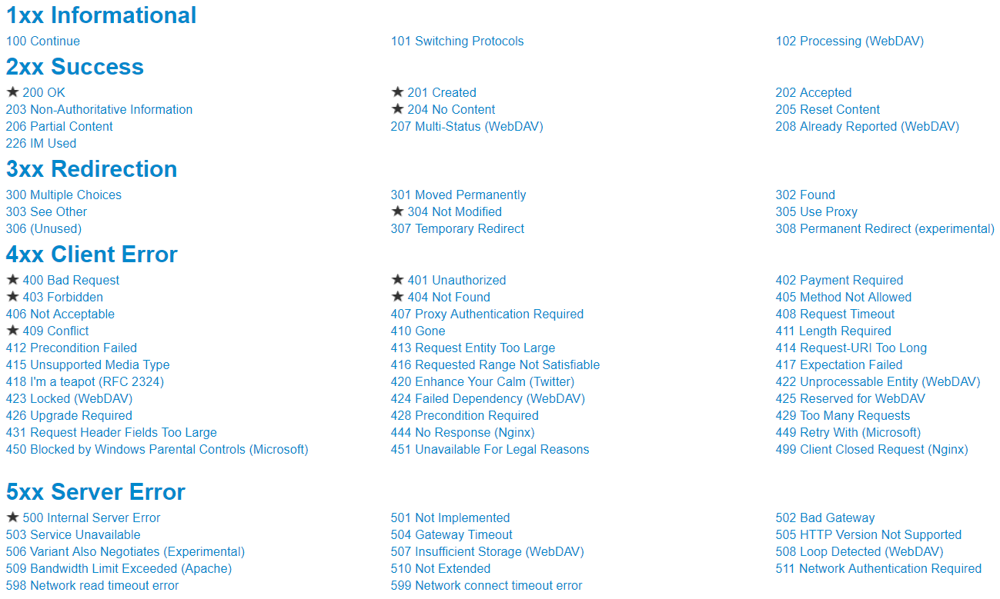 1xx Informational
100 Continue 101 Switching Protocols 102 Processing (WebDAV)
2xx Success
★ 200 OK ★ 201 Created 202 Accepted
203 Non-Authoritative Information ★ 204 No Content 205 Reset Content
206 Partial Content 207 Multi-Status (WebDAV) 208 Already Reported (WebDAV)
226 IM Used
3xx Redirection
300 Multiple Choices 301 Moved Permanently 302 Found
303 See Other ★ 304 Not Modified 305 Use Proxy
306 (Unused) 307 Temporary Redirect 308 Permanent Redirect (experimental)
4xx Client Error
★ 400 Bad Request ★ 401 Unauthorized 402 Payment Required
★ 403 Forbidden ★ 404 Not Found 405 Method Not Allowed
406 Not Acceptable 407 Proxy Authentication Required 408 Request Timeout
★ 409 Conflict 410 Gone 411 Length Required
412 Precondition Failed 413 Request Entity Too Large 414 Request-URI Too Long
415 Unsupported Media Type 416 Requested Range Not Satisfiable 417 Expectation Failed
418 I'm a teapot (RFC 2324) 420 Enhance Your Calm (Twitter) 422 Unprocessable Entity (WebDAV)
423 Locked (WebDAV) 424 Failed Dependency (WebDAV) 425 Reserved for WebDAV
426 Upgrade Required 428 Precondition Required 429 Too Many Requests
431 Request Header Fields Too Large 444 No Response (Nginx) 449 Retry With (Microsoft)
450 Blocked by Windows Parental Controls (Microsoft) 451 Unavailable For Legal Reasons 499 Client Closed Request (Nginx)
5xx Server Error
★ 500 Internal Server Error 501 Not Implemented 502 Bad Gateway
503 Service Unavailable 504 Gateway Timeout 505 HTTP Version Not Supported
506 Variant Also Negotiates (Experimental) 507 Insufficient Storage (WebDAV) 508 Loop Detected (WebDAV)
509 Bandwidth Limit Exceeded (Apache) 510 Not Extended 511 Network Authentication Required
598 Network read timeout error 599 Network connect timeout error